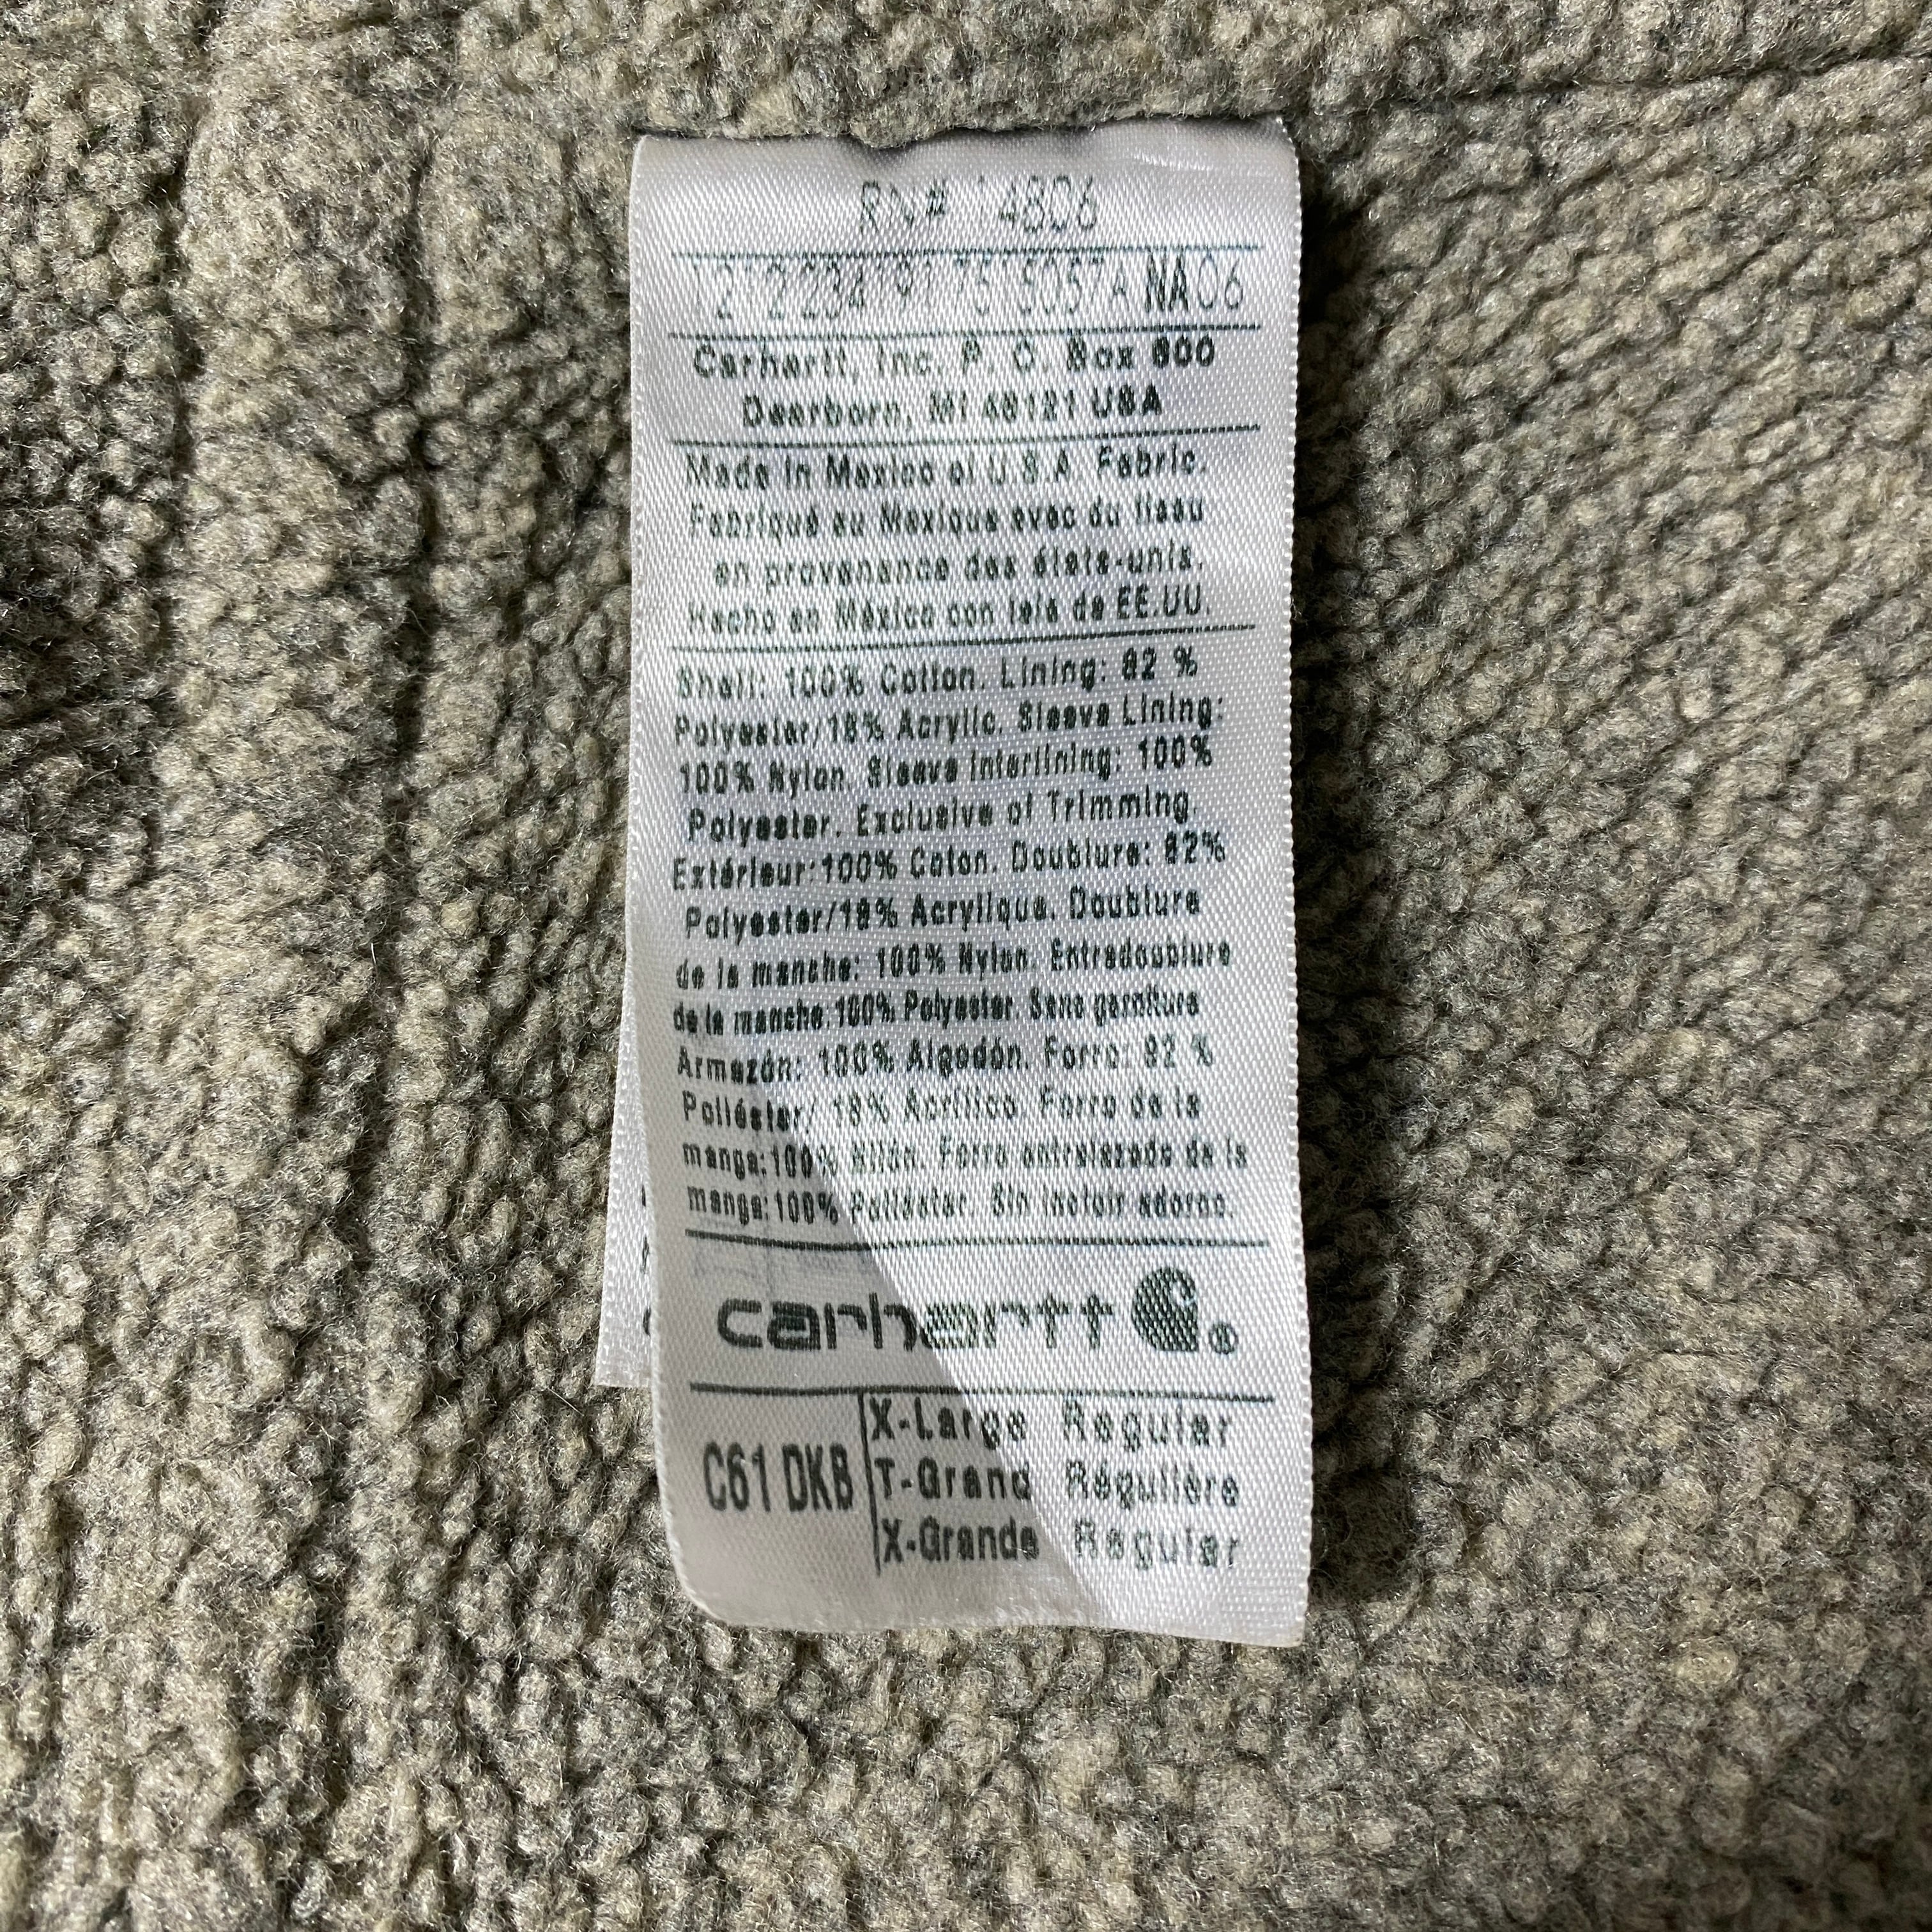 RN# 14806
NA06
Carhartt, Inc. P. O. Box 600
Dearborn, MI 48121 USA
Made in Mexico of U S A Fabric.
Fabriqué au Mexique avec du tissu
en provenance des états-unis.
Hecho en México con tela de EE.UU.
Shell: 100% Cotton. Lining: 82 %
Polyester/18% Acrylic. Sleeve Lining:
100% Nylon. Sleeve Interlining: 100%
Polyester. Exclusive of Trimming.
Extérieur:100% Coton. Doublure: 82%
Polyester/18% Acrylique. Doublure
de la manche: 100% Nylon. Entredoublure
de la manche:100% Polyester Sans garniture
Armazón: 100% Algodón. Forro: 82 %
Poliéster/ 18% Acrílico. Forro de la
manga:100% Nilón. Forro entrelazado de la
manga:100% Poliéster. Sin incluir adorno.
carhartt ®
C61 DKB
X-Large Regular
T-Grand Régulière
X-Grande Regular